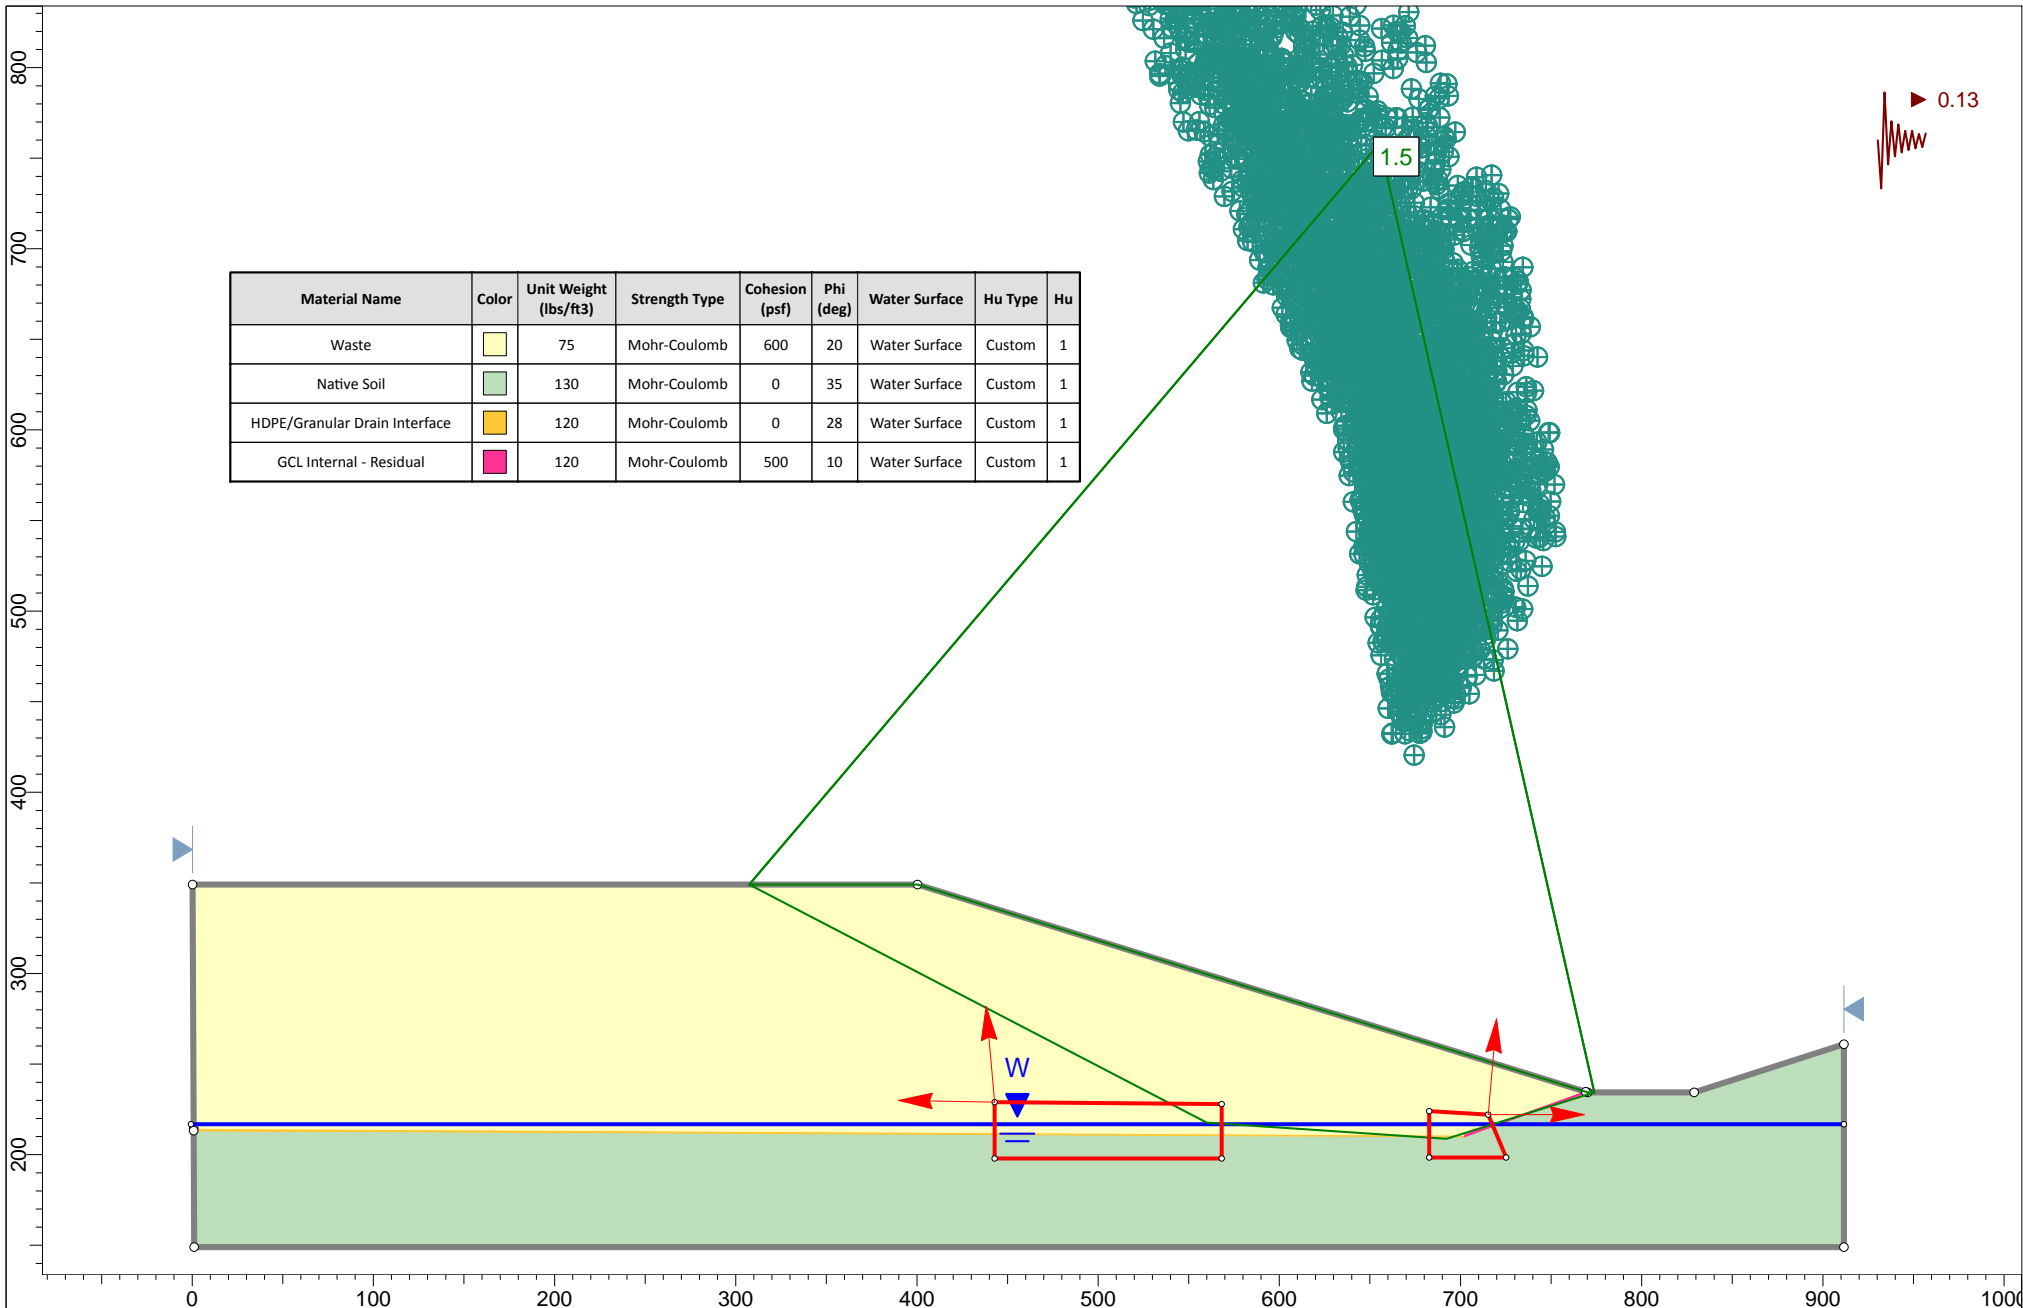 800
700
600
500
400
300
200
0.13
1.5
Material Name Color Unit Weight (lbs/ft3) Strength Type Cohesion (psf) Phi (deg) Water Surface Hu Type Hu
Waste 75 Mohr-Coulomb 600 20 Water Surface Custom 1
Native Soil 130 Mohr-Coulomb 0 35 Water Surface Custom 1
HDPE/Granular Drain Interface 120 Mohr-Coulomb 0 28 Water Surface Custom 1
GCL Internal - Residual 120 Mohr-Coulomb 500 10 Water Surface Custom 1
W
0 100 200 300 400 500 600 700 800 900 1000